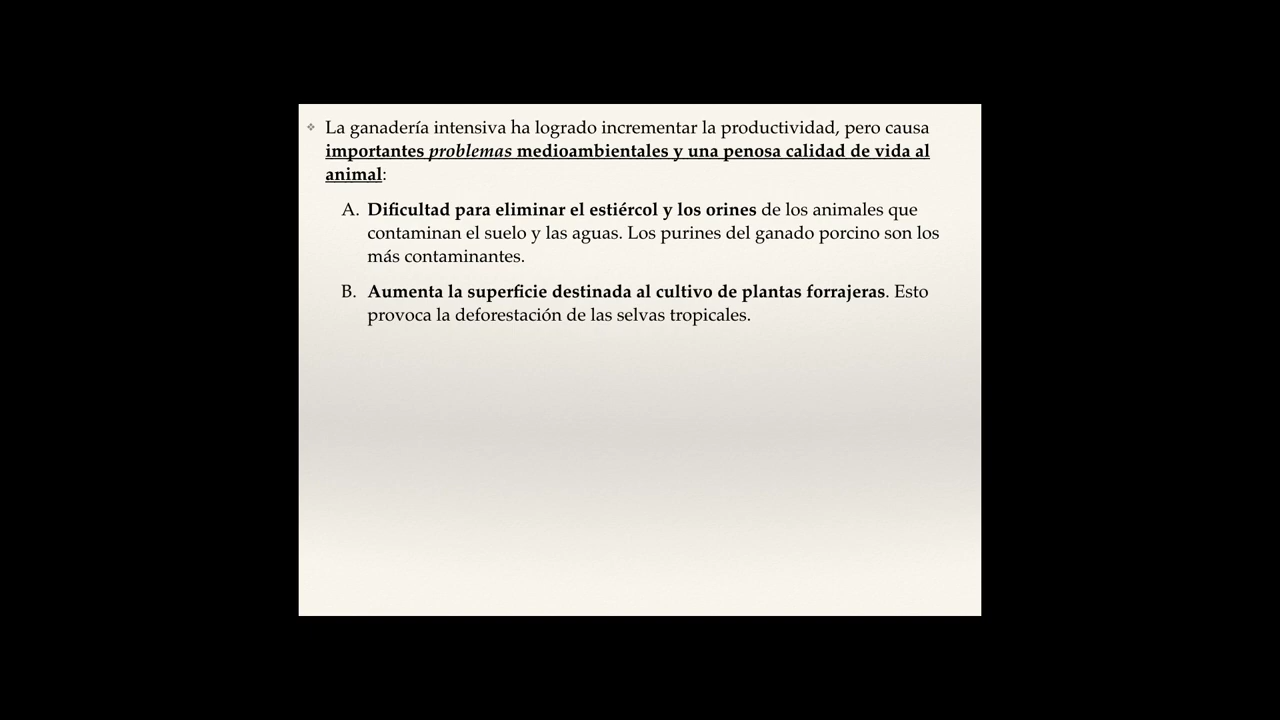 La ganadería intensiva ha logrado incrementar la productividad, pero causa
importantes problemas medioambientales y una penosa calidad de vida al
animal:
A. Dificultad para eliminar el estiércol y los orines de los animales que
contaminan el suelo y las aguas. Los purines del ganado porcino son los
más contaminantes.
B. Aumenta la superficie destinada al cultivo de plantas forrajeras. Esto
provoca la deforestación de las selvas tropicales.